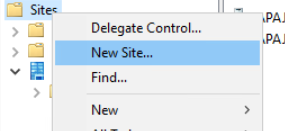 Sites
Delegate Control...
New Site...
Find...
New